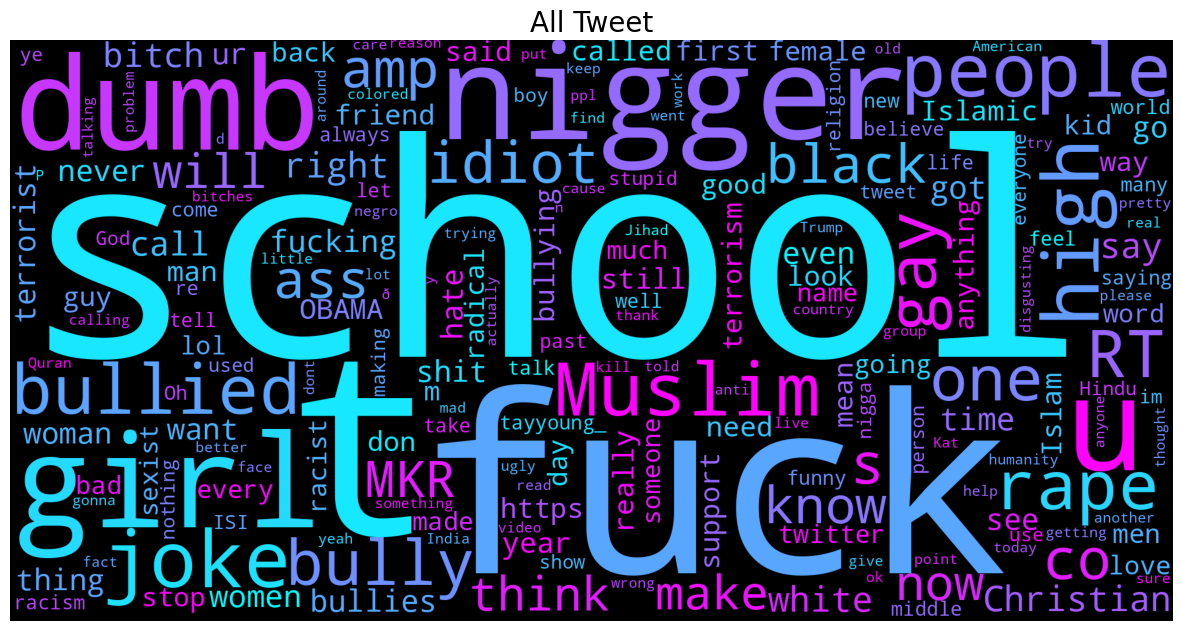 All Tweet
ye
bitch
ur
back
care
reason
said
put
called
first
female
old
American
dumb
problem
talking
around
colored
amp
nigger
keep
work
people
boy
ppl
friend
find
went
religion
new
Islamic
world
kid
go
d
always
believe
try
never
P
will
right
idiot
black
life
way
terrorist
bitches
let
cause
stupid
good
tweet
got
everyone
high
many
come
negro
bullying
pretty
school
God
call
fucking
trying
Jihad
Trump
even
gay
anything
feel
real
say
man
little
hate
radical
much
terrorism
look
saying
guy
re
ass
lot
still
name
disgusting
please
OBAMA
ð
y
actually
well
country
calling
tell
thank
group
word
lol
making
past
RT
Quran
used
dont
shit
talk
kill
told
going
Oh
m
Muslim
anti
mean
one
Islam
Hindu
im
bullied
t
mad
take
nigga
u
anyone
woman
want
don
tayyoung_
need
live
time
thought
girl
better
sexist
racist
fuck
day
really
someone
person
Kat
nothing
face
MKR
ugly
support
s
humanity
bad
every
something
read
https
funny
help
rape
gonna
know
ISI
made
video
twitter
see
use
another
men
joke
yeah
India
year
bully
show
give
point
today
getting
co
love
thing
fact
wrong
ok
now
sure
racism
stop
women
bullies
think
make
white
middle
Christian